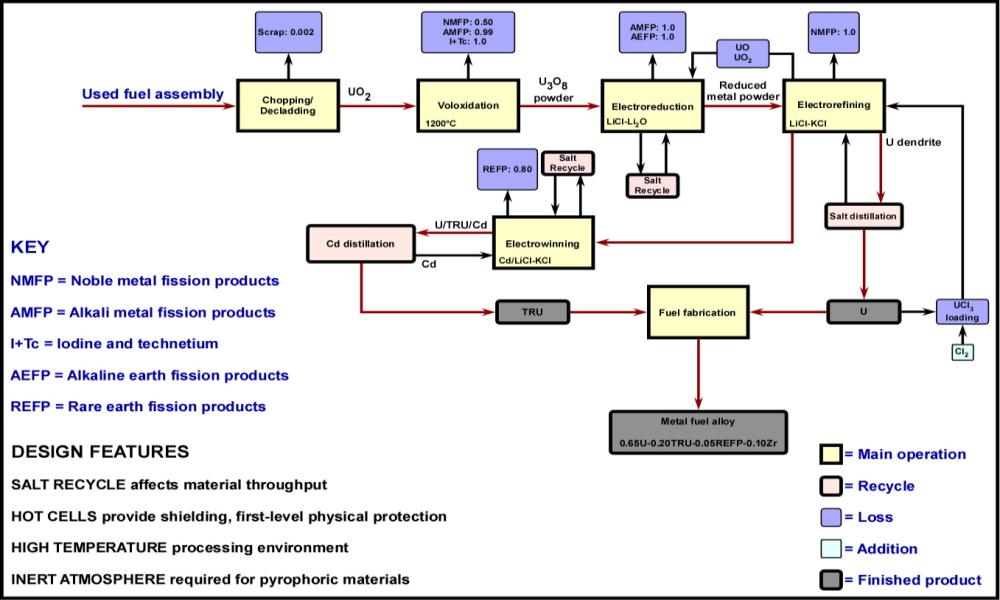 Scrap: 0.002
NMFP: 0.50
AMFP: 0.99
I+Tc: 1.0
AMFP: 1.0
AEFP: 1.0
UO
UO₂
NMFP: 1.0
Used fuel assembly
Chopping/
Decladding
UO₂
Voloxidation
1200°C
U₃O₈
powder
Electroreduction
LiCl-Li₂O
Reduced
metal powder
Electrorefining
LiCl-KCl
U dendrite
Salt
Recycle
REFP: 0.80
Salt
Recycle
Salt distillation
U/TRU/Cd
Cd distillation
Cd
Electrowinning
Cd/LiCl-KCl
TRU
Fuel fabrication
U
UCl₃
loading
Cl₂
Metal fuel alloy
0.65U-0.20TRU-0.05REFP-0.10Zr
KEY
NMFP = Noble metal fission products
AMFP = Alkali metal fission products
I+Tc = Iodine and technetium
AEFP = Alkaline earth fission products
REFP = Rare earth fission products
DESIGN FEATURES
SALT RECYCLE affects material throughput
HOT CELLS provide shielding, first-level physical protection
HIGH TEMPERATURE processing environment
INERT ATMOSPHERE required for pyrophoric materials
= Main operation
= Recycle
= Loss
= Addition
= Finished product